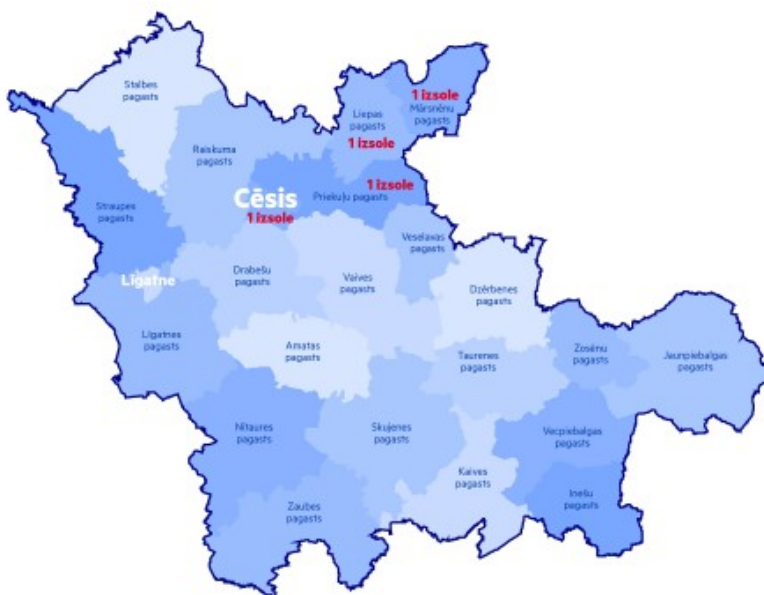 Stalbes
pagasts
1 izsole
Mārsnēnu
pagasts
Liepas
pagasts
1 izsole
Raiskuma
pagasts
Cēsis
1 izsole
1 izsole
Priekuļu pagasts
Straupes
pagasts
Veselavas
pagasts
Līgatne
Drabešu
pagasts
Vaives
pagasts
Dzērbenes
pagasts
Līgatnes
pagasts
Amatas
pagasts
Taurenes
pagasts
Zosēnu
pagasts
Jaunpiebalgas
pagasts
Nītaures
pagasts
Skujenes
pagasts
Vecpiebalgas
pagasts
Kaives
pagasts
Inešu
pagasts
Zaubes
pagasts